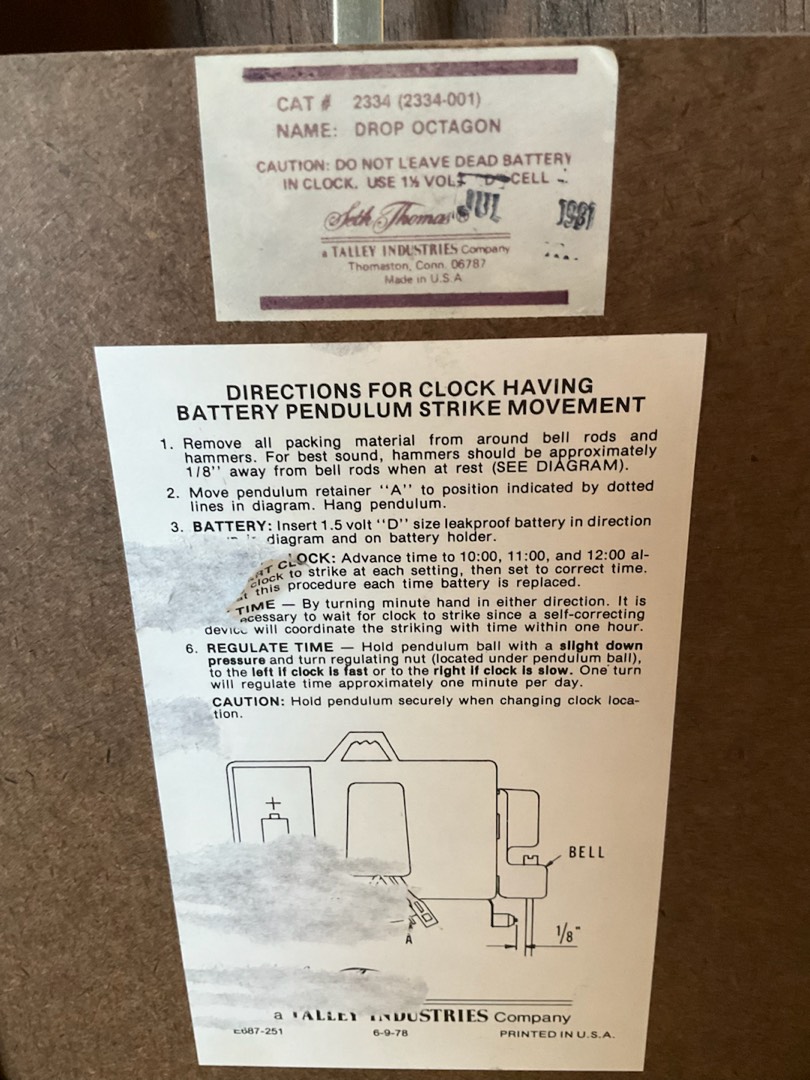 CAT # 2334 (2334-001)
NAME: DROP OCTAGON
CAUTION: DO NOT LEAVE DEAD BATTERY
IN CLOCK. USE 1½ VOLT "D" CELL
Seth Thomas JUL 1981
a TALLEY INDUSTRIES Company
Thomaston, Conn. 06787
Made in U.S.A
DIRECTIONS FOR CLOCK HAVING
BATTERY PENDULUM STRIKE MOVEMENT
1. Remove all packing material from around bell rods and
hammers. For best sound, hammers should be approximately
1/8'' away from bell rods when at rest (SEE DIAGRAM).
2. Move pendulum retainer ''A'' to position indicated by dotted
lines in diagram. Hang pendulum.
3. BATTERY: Insert 1.5 volt ''D'' size leakproof battery in direction
diagram and on battery holder.
RT CLOCK: Advance time to 10:00, 11:00, and 12:00 al-
clock to strike at each setting, then set to correct time.
at this procedure each time battery is replaced.
TIME — By turning minute hand in either direction. It is
ecessary to wait for clock to strike since a self-correcting
device will coordinate the striking with time within one hour.
6. REGULATE TIME — Hold pendulum ball with a slight down
pressure and turn regulating nut (located under pendulum ball),
to the left if clock is fast or to the right if clock is slow. One turn
will regulate time approximately one minute per day.
CAUTION: Hold pendulum securely when changing clock loca-
tion.
+
BELL
1/8"
A
a TALLEY INDUSTRIES Company
E687-251 6-9-78 PRINTED IN U.S.A.